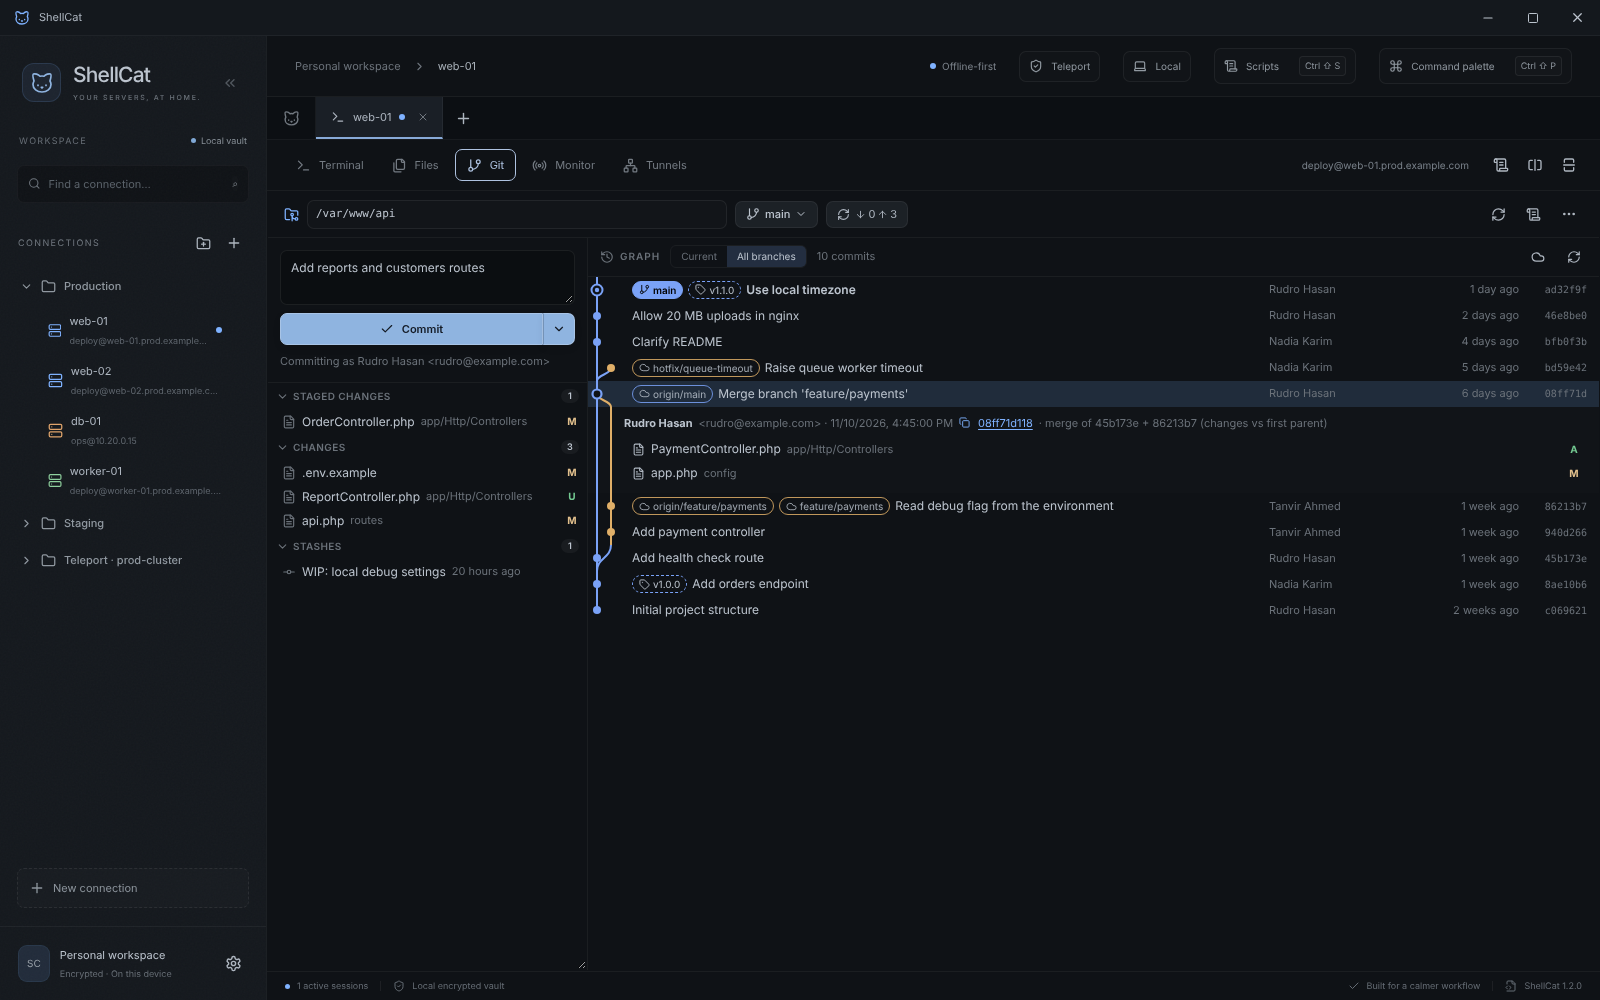 ShellCat
ShellCat
YOUR SERVERS, AT HOME.
WORKSPACE
Local vault
Find a connection...
CONNECTIONS
Production
web-01
deploy@web-01.prod.example...
web-02
deploy@web-02.prod.example.c...
db-01
ops@10.20.0.15
worker-01
deploy@worker-01.prod.example....
Staging
Teleport · prod-cluster
New connection
SC
Personal workspace
Encrypted · On this device
Personal workspace > web-01
Offline-first
Teleport
Local
Scripts Ctrl ⇧ S
Command palette Ctrl ⇧ P
web-01
Terminal
Files
Git
Monitor
Tunnels
deploy@web-01.prod.example.com
/var/www/api
main
↓ 0 ↑ 3
Add reports and customers routes
Commit
Committing as Rudro Hasan <rudro@example.com>
STAGED CHANGES 1
OrderController.php app/Http/Controllers M
CHANGES 3
.env.example M
ReportController.php app/Http/Controllers U
api.php routes M
STASHES 1
WIP: local debug settings 20 hours ago
GRAPH Current All branches 10 commits
main v1.1.0 Use local timezone Rudro Hasan 1 day ago ad32f9f
Allow 20 MB uploads in nginx Rudro Hasan 2 days ago 46e8be0
Clarify README Nadia Karim 4 days ago bfb0f3b
hotfix/queue-timeout Raise queue worker timeout Nadia Karim 5 days ago bd59e42
origin/main Merge branch 'feature/payments' Rudro Hasan 6 days ago 08ff71d
Rudro Hasan <rudro@example.com> · 11/10/2026, 4:45:00 PM 08ff71d118 · merge of 45b173e + 86213b7 (changes vs first parent)
PaymentController.php app/Http/Controllers A
app.php config M
origin/feature/payments feature/payments Read debug flag from the environment Tanvir Ahmed 1 week ago 86213b7
Add payment controller Tanvir Ahmed 1 week ago 940d266
Add health check route Rudro Hasan 1 week ago 45b173e
v1.0.0 Add orders endpoint Nadia Karim 1 week ago 8ae10b6
Initial project structure Rudro Hasan 2 weeks ago c069621
1 active sessions
Local encrypted vault
Built for a calmer workflow
ShellCat 1.2.0